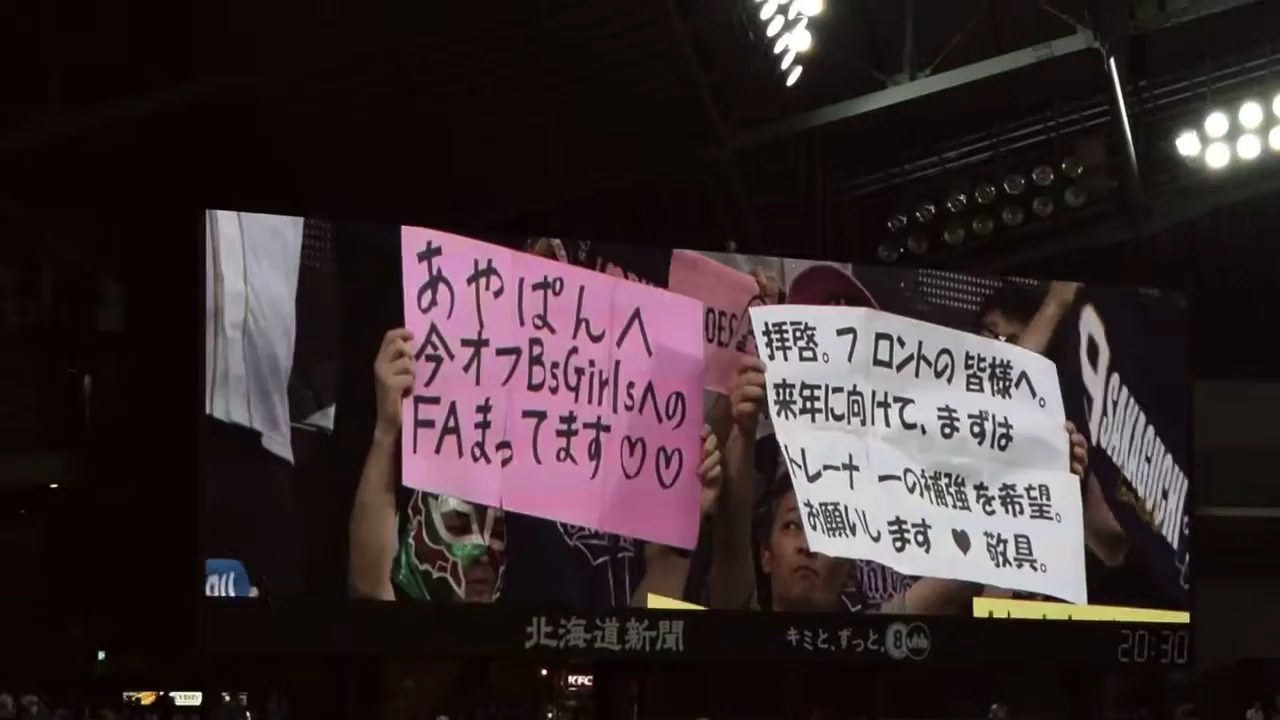 あやぱんへ
今オフBsGirlsへの
FAまってます♡♡
拝啓。フロントの皆様へ。
来年に向けて、まずは
トレーナーの補強を希望。
お願いします♥敬具。
9
SAKAGUCHI
北海道新聞
キミと、ずっと。
8 uhb
20:30
KFC